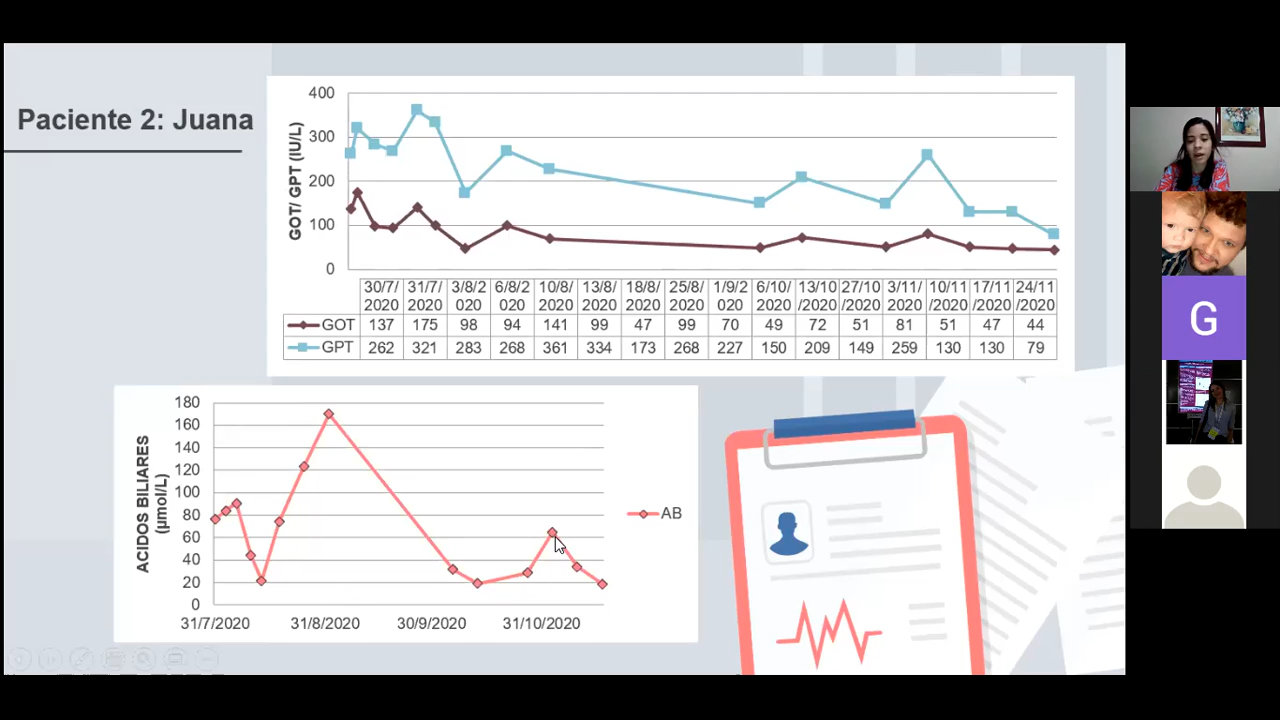 Paciente 2: Juana
GOT/ GPT (IU/L)
400
300
200
100
0
30/7/2020 31/7/2020 3/8/2020 6/8/2020 10/8/2020 13/8/2020 18/8/2020 25/8/2020 1/9/2020 6/10/2020 13/10/2020 27/10/2020 3/11/2020 10/11/2020 17/11/2020 24/11/2020
GOT 137 175 98 94 141 99 47 99 70 49 72 51 81 51 47 44
GPT 262 321 283 268 361 334 173 268 227 150 209 149 259 130 130 79
ACIDOS BILIARES
(µmol/L)
180
160
140
120
100
80
60
40
20
0
31/7/2020 31/8/2020 30/9/2020 31/10/2020
AB
G